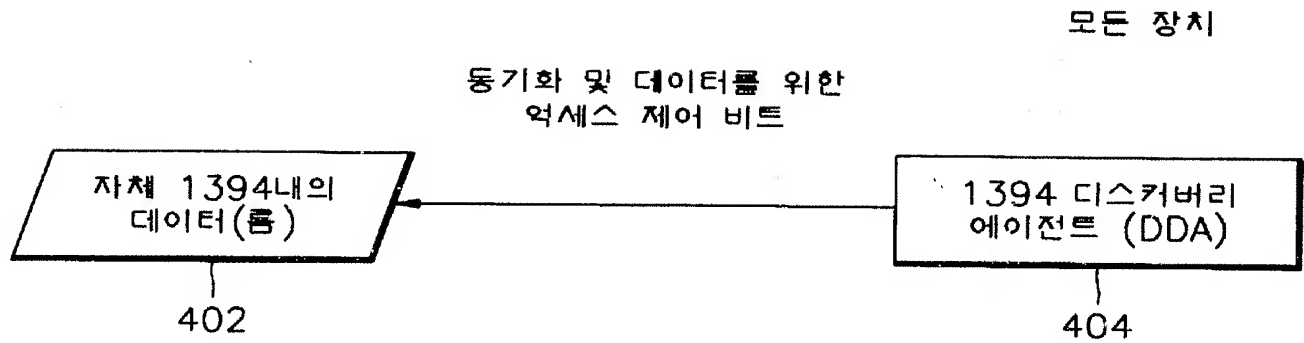 모든 장치
동기화 및 데이터를 위한
억세스 제어 비트
자체 1394내의
데이터(롬)
1394 디스커버리
에이전트 (DDA)
402
404